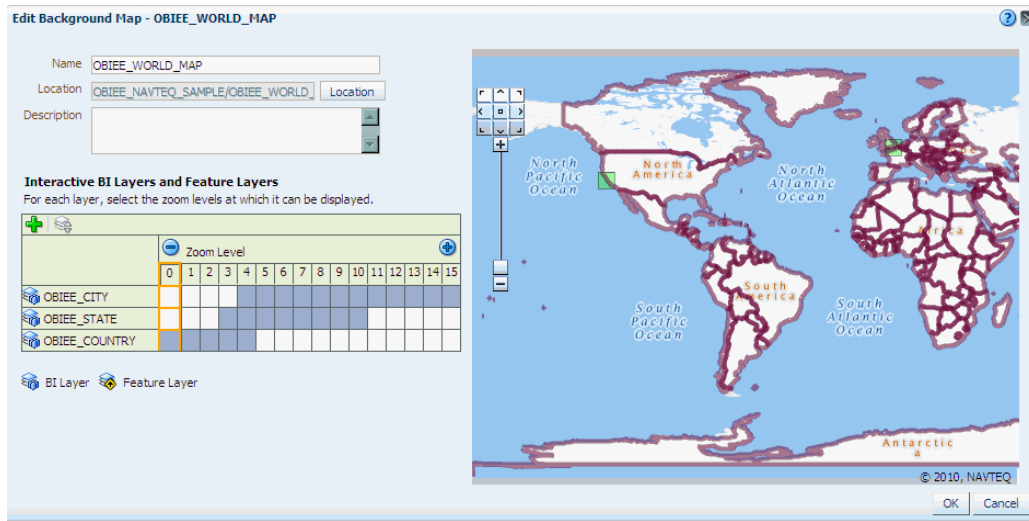 Edit Background Map - OBIEE_WORLD_MAP
Name
OBIEE_WORLD_MAP
Location
OBIEE_NAVTEQ_SAMPLE/OBIEE_WORLD_
Location
Description
Interactive BI Layers and Feature Layers
For each layer, select the zoom levels at which it can be displayed.
Zoom Level
0 1 2 3 4 5 6 7 8 9 10 11 12 13 14 15
OBIEE_CITY
OBIEE_STATE
OBIEE_COUNTRY
BI Layer
Feature Layer
North
Pacific
Ocean
North
America
North
Atlantic
Ocean
Africa
South
America
South
Pacific
Ocean
South
Atlantic
Ocean
Antarctic
a
© 2010, NAVTEQ
OK
Cancel